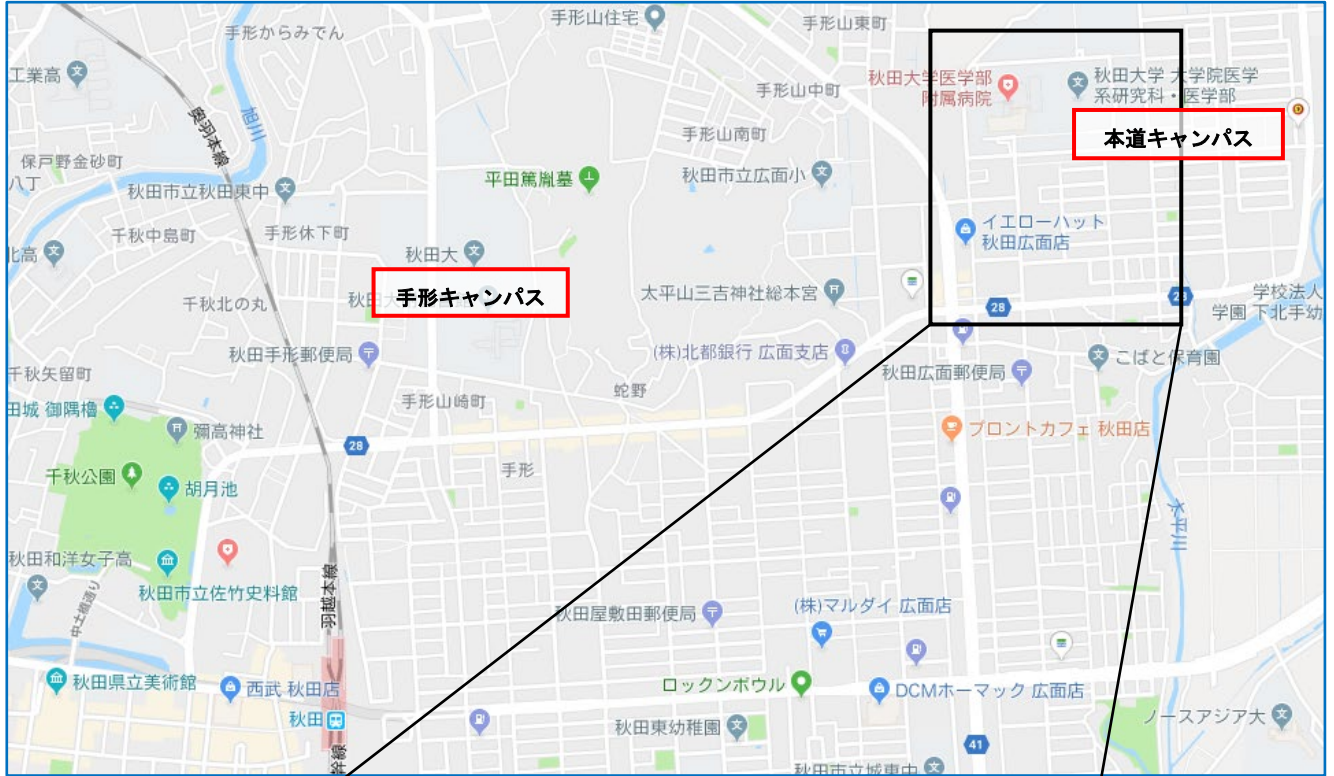 手形山住宅
手形山東町
手形からみでん
工業高
秋田大学医学部
附属病院
秋田大学 大学院医学
系研究科・医学部
手形山中町
旭川
奥羽本線
手形山南町
本道キャンパス
保戸野金砂町
八丁
秋田市立秋田東中
平田篤胤墓
秋田市立広面小
千秋中島町
手形休下町
イエローハット
秋田広面店
北高
秋田大
手形キャンパス
千秋北の丸
太平山三吉神社総本宮
28
28
学校法人
学園 下北手幼
秋田手形郵便局
(株)北都銀行 広面支店
秋田広面郵便局
こばと保育園
千秋矢留町
蛇野
田城 御隅櫓
手形山崎町
彌高神社
28
プロントカフェ 秋田店
手形
千秋公園
胡月池
太平川
秋田和洋女子高
秋田市立佐竹史料館
羽越本線
中土橋通り
秋田屋敷田郵便局
(株)マルダイ 広面店
秋田県立美術館
西武 秋田店
ロックンボウル
DCMホーマック 広面店
秋田
秋田東幼稚園
ノースアジア大
41
幹線
秋田市立城東中